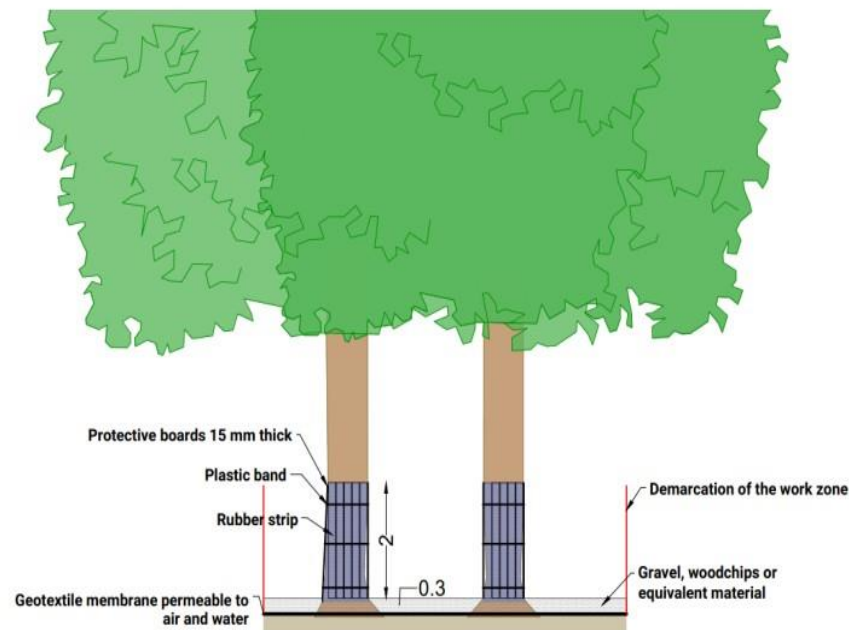 Protective boards 15 mm thick
Plastic band
Rubber strip
2
0.3
Demarcation of the work zone
Gravel, woodchips or
equivalent material
Geotextile membrane permeable to
air and water